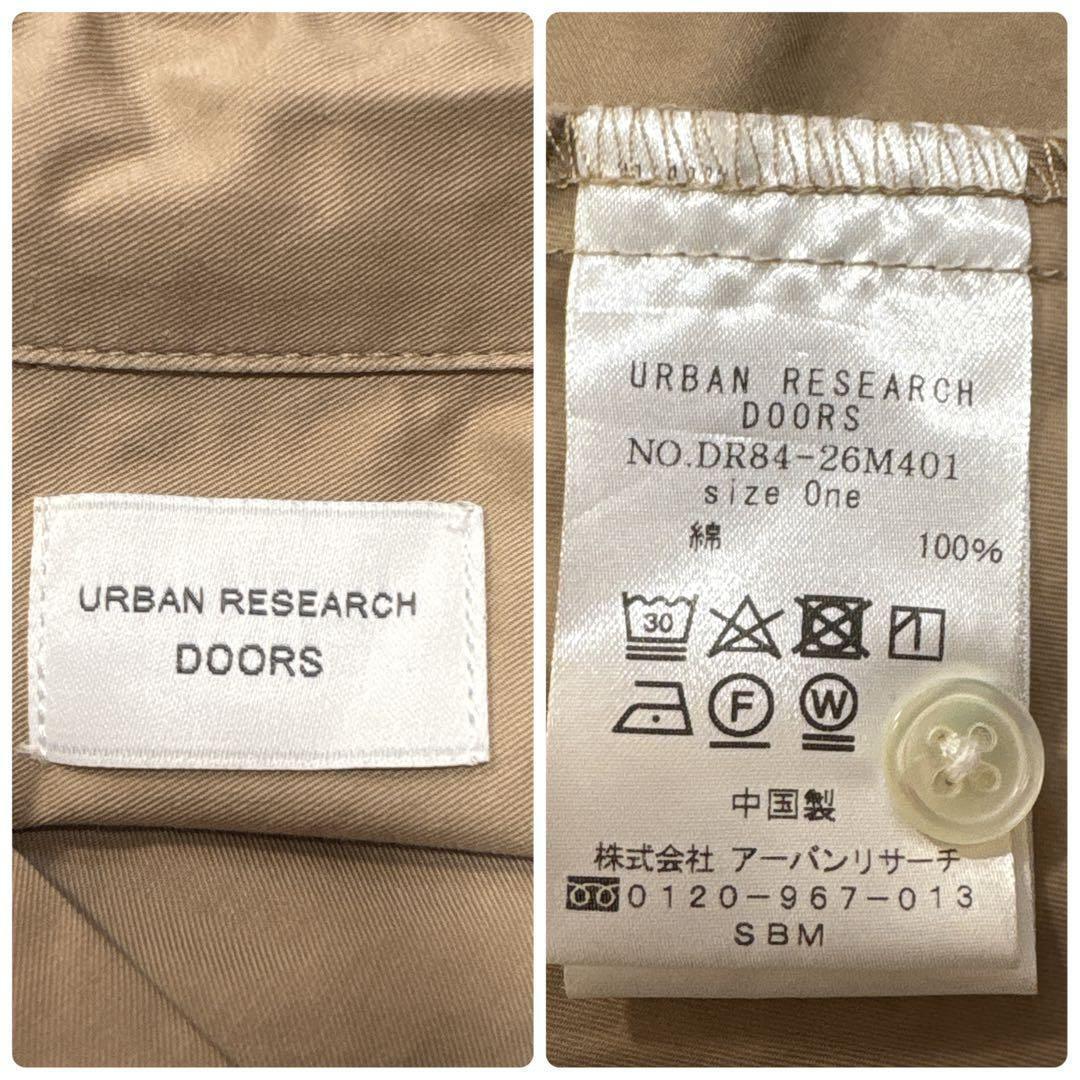 URBAN RESEARCH
DOORS
URBAN RESEARCH
DOORS
NO.DR84-26M401
size One
綿 100%
30
F
W
中国製
株式会社 アーバンリサーチ
0120-967-013
SBM